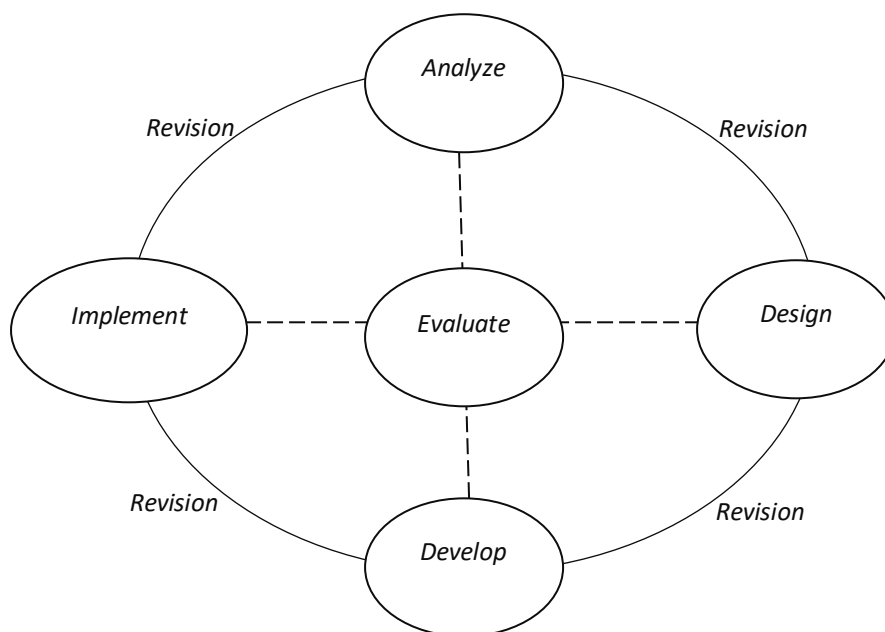 Analyze
Revision
Revision
Implement
Evaluate
Design
Revision
Revision
Develop